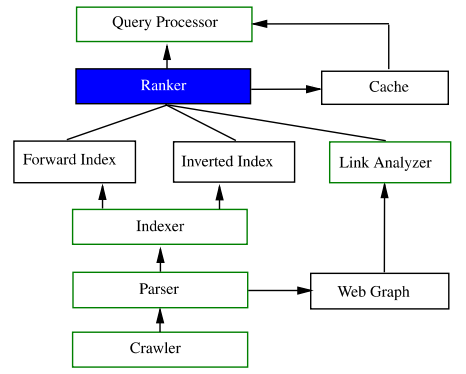 Query Processor
Ranker
Cache
Forward Index
Inverted Index
Link Analyzer
Indexer
Parser
Web Graph
Crawler